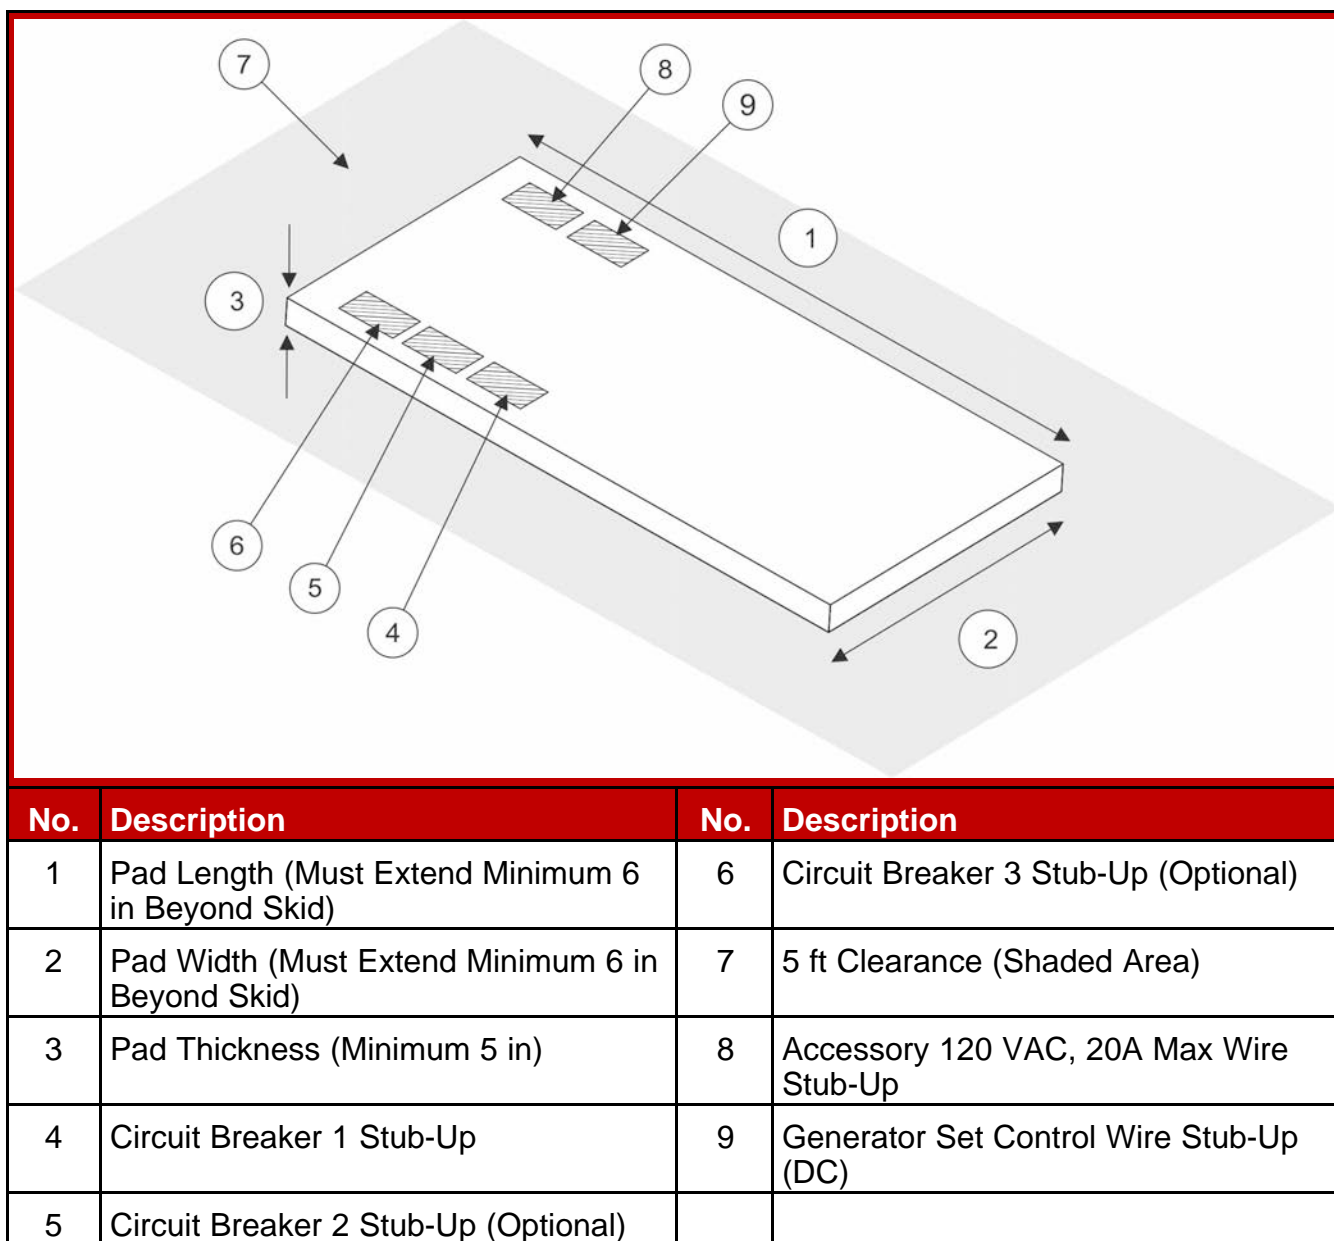 7
8
9
1
3
6
5
4
2
No. Description No. Description
1 Pad Length (Must Extend Minimum 6 in Beyond Skid) 6 Circuit Breaker 3 Stub-Up (Optional)
2 Pad Width (Must Extend Minimum 6 in Beyond Skid) 7 5 ft Clearance (Shaded Area)
3 Pad Thickness (Minimum 5 in) 8 Accessory 120 VAC, 20A Max Wire Stub-Up
4 Circuit Breaker 1 Stub-Up 9 Generator Set Control Wire Stub-Up (DC)
5 Circuit Breaker 2 Stub-Up (Optional)